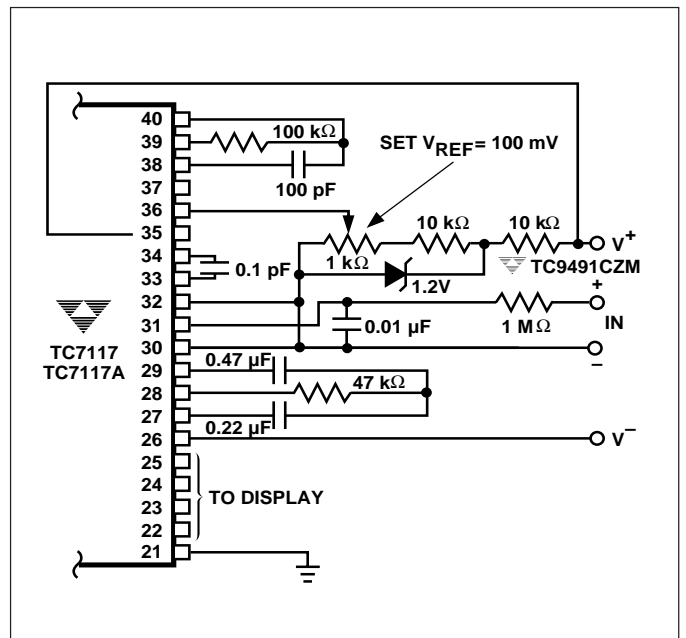 40
39
38
37
36
35
34
33
32
31
30
29
28
27
26
25
24
23
22
21
TC7117
TC7117A
100 kΩ
100 pF
SET VREF= 100 mV
10 kΩ
10 kΩ
V+
1 kΩ
TC9491CZM
0.1 pF
1.2V
+
IN
0.01 µF
1 MΩ
–
0.47 µF
47 kΩ
0.22 µF
V–
TO DISPLAY